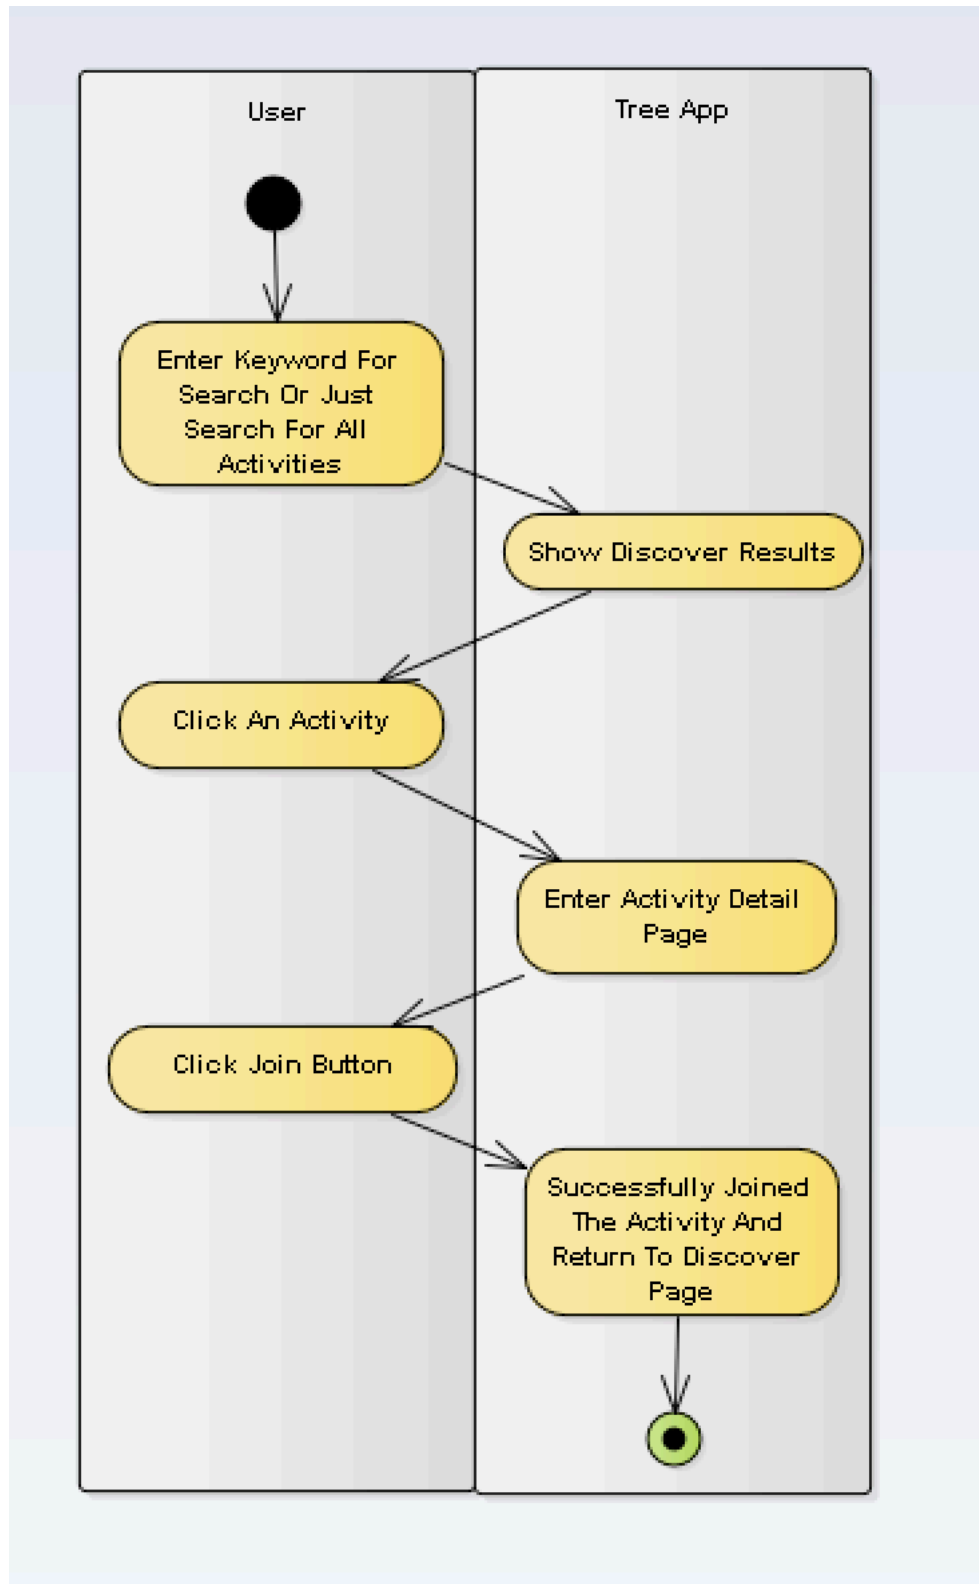 User
Tree App
Enter Keyword For
Search Or Just
Search For All
Activities
Show Discover Results
Click An Activity
Enter Activity Detail
Page
Click Join Button
Successfully Joined
The Activity And
Return To Discover
Page